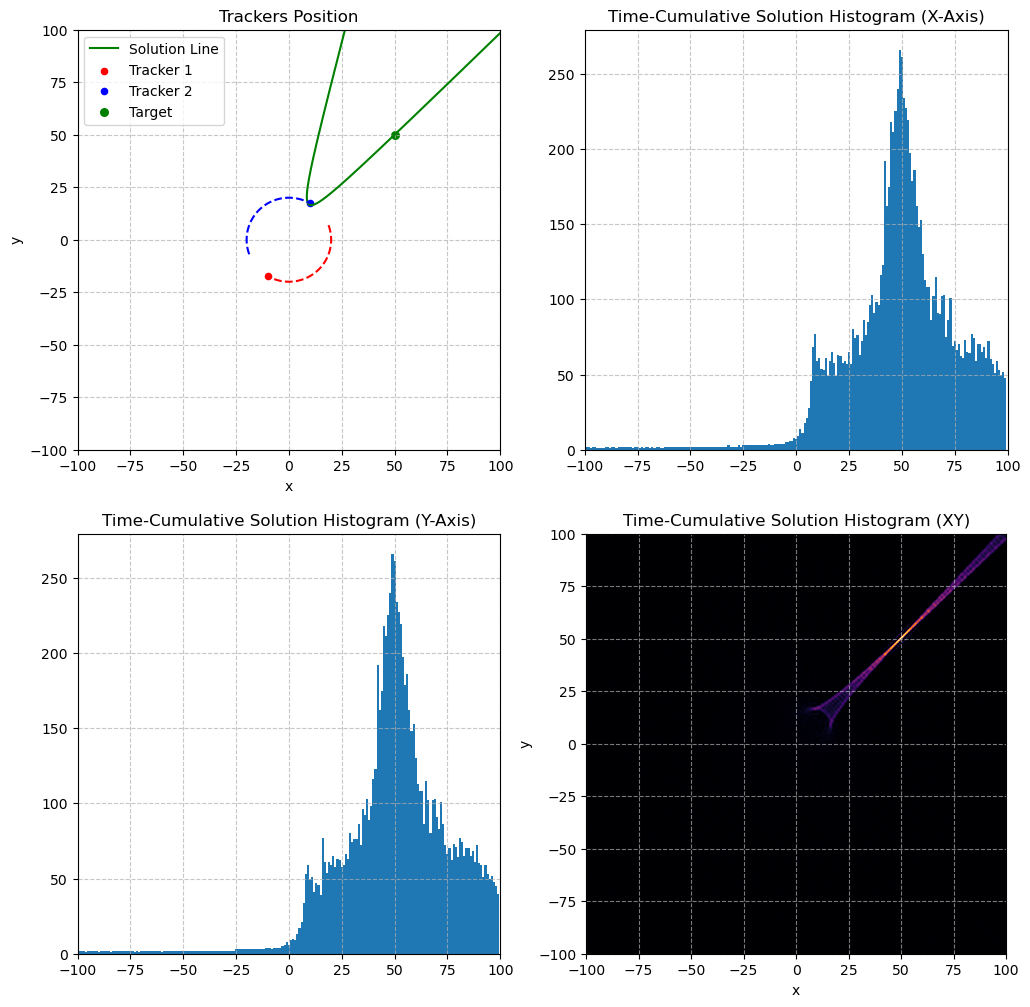 Trackers Position
100
75
50
25
0
−25
−50
−75
−100
y
Solution Line
Tracker 1
Tracker 2
Target
−100 −75 −50 −25 0 25 50 75 100
x
Time-Cumulative Solution Histogram (X-Axis)
250
200
150
100
50
0
−100 −75 −50 −25 0 25 50 75 100
Time-Cumulative Solution Histogram (Y-Axis)
250
200
150
100
50
0
−100 −75 −50 −25 0 25 50 75 100
Time-Cumulative Solution Histogram (XY)
100
75
50
25
0
−25
−50
−75
−100
y
−100 −75 −50 −25 0 25 50 75 100
x